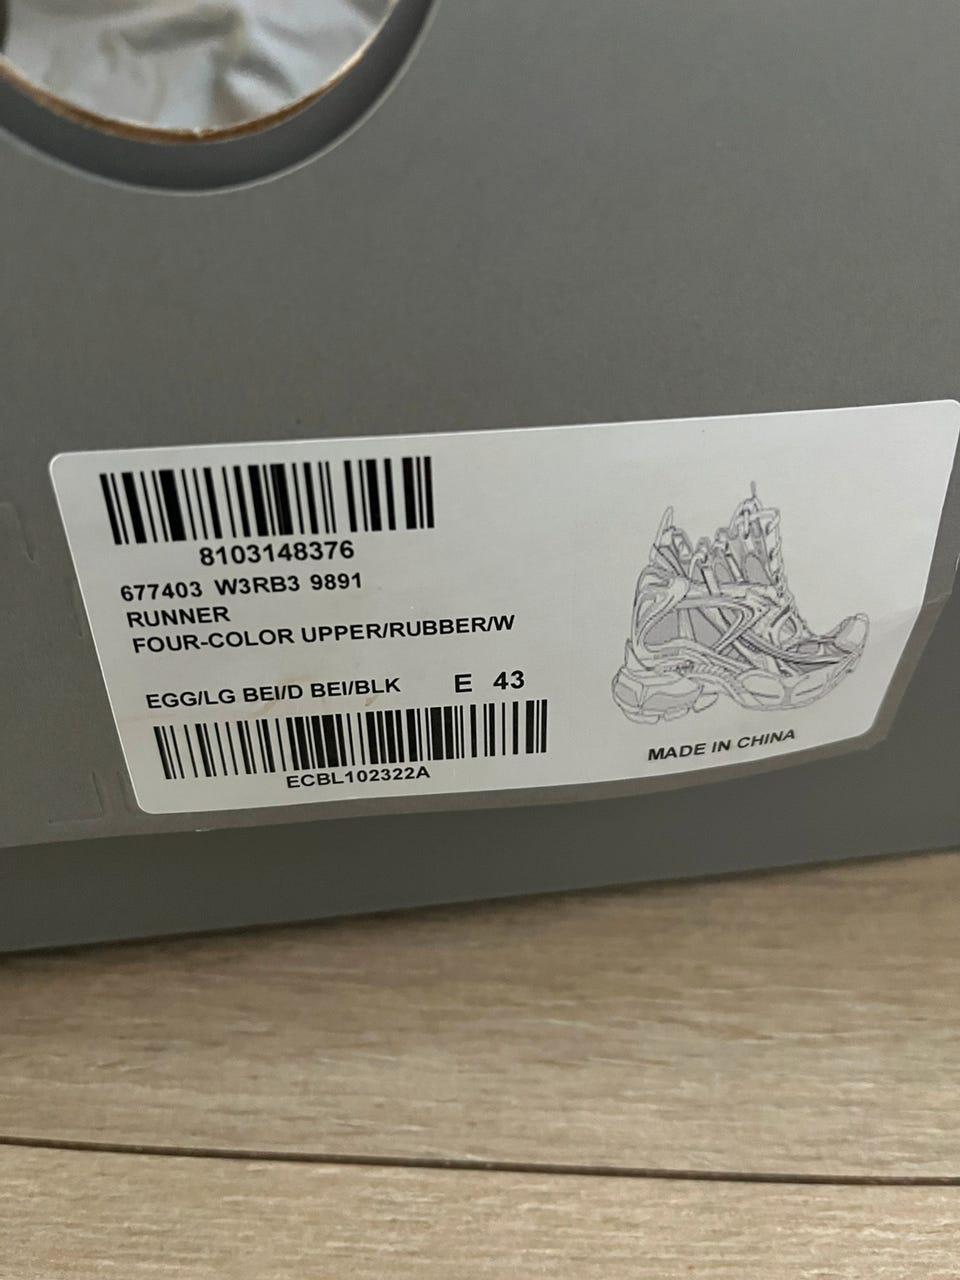 8103148376
677403 W3RB3 9891
RUNNER
FOUR-COLOR UPPER/RUBBER/W
EGG/LG BEI/D BEI/BLK E 43
ECBL102322A
MADE IN CHINA